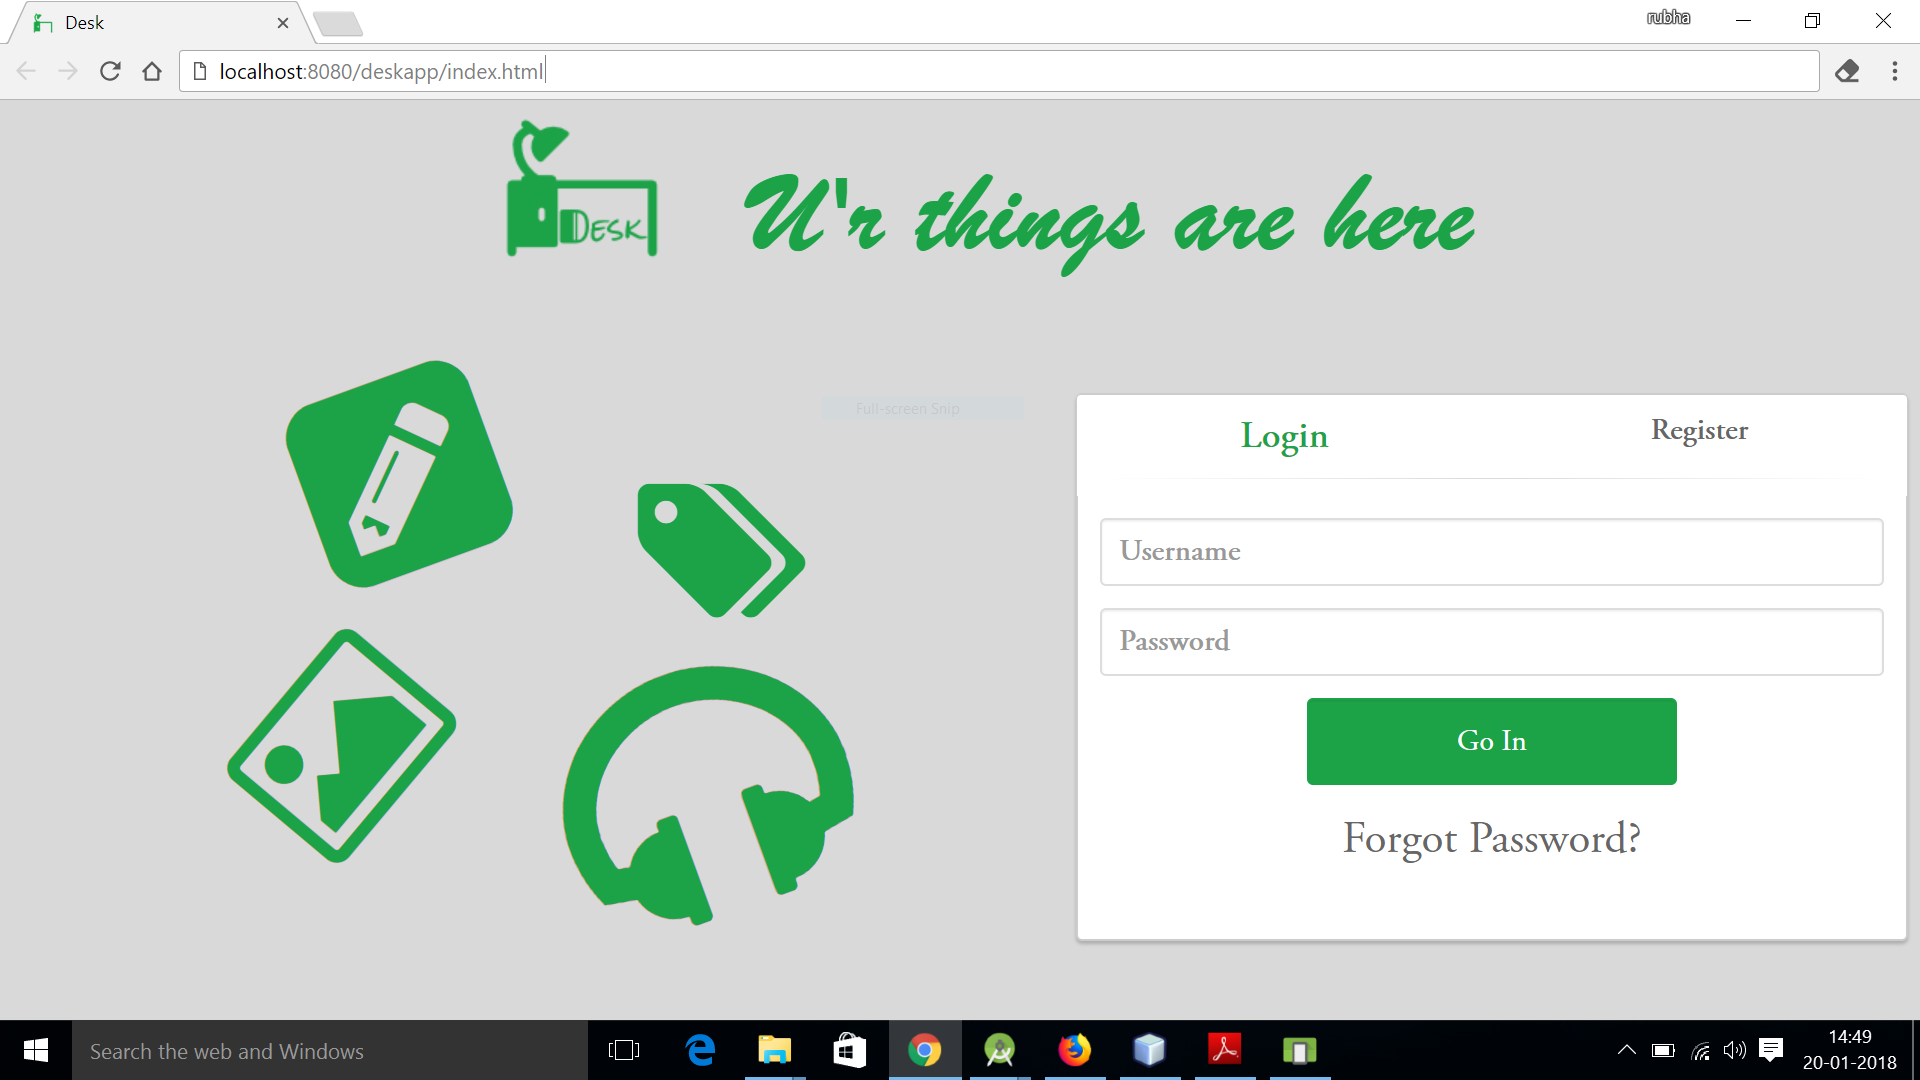 Desk
rubha
localhost:8080/deskapp/index.html
DESK
U'r things are here
Full-screen Snip
Login
Register
Username
Password
Go In
Forgot Password?
Search the web and Windows
14:49
20-01-2018